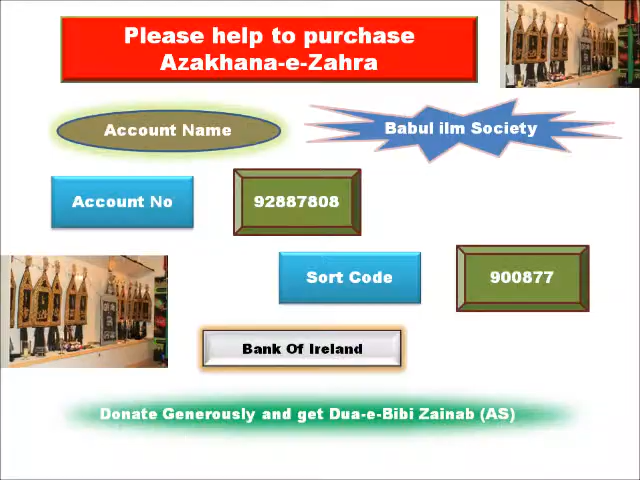 Please help to purchase
Azakhana-e-Zahra
Account Name
Babul ilm Society
Account No
92887808
Sort Code
900877
Bank Of Ireland
Donate Generously and get Dua-e-Bibi Zainab (AS)